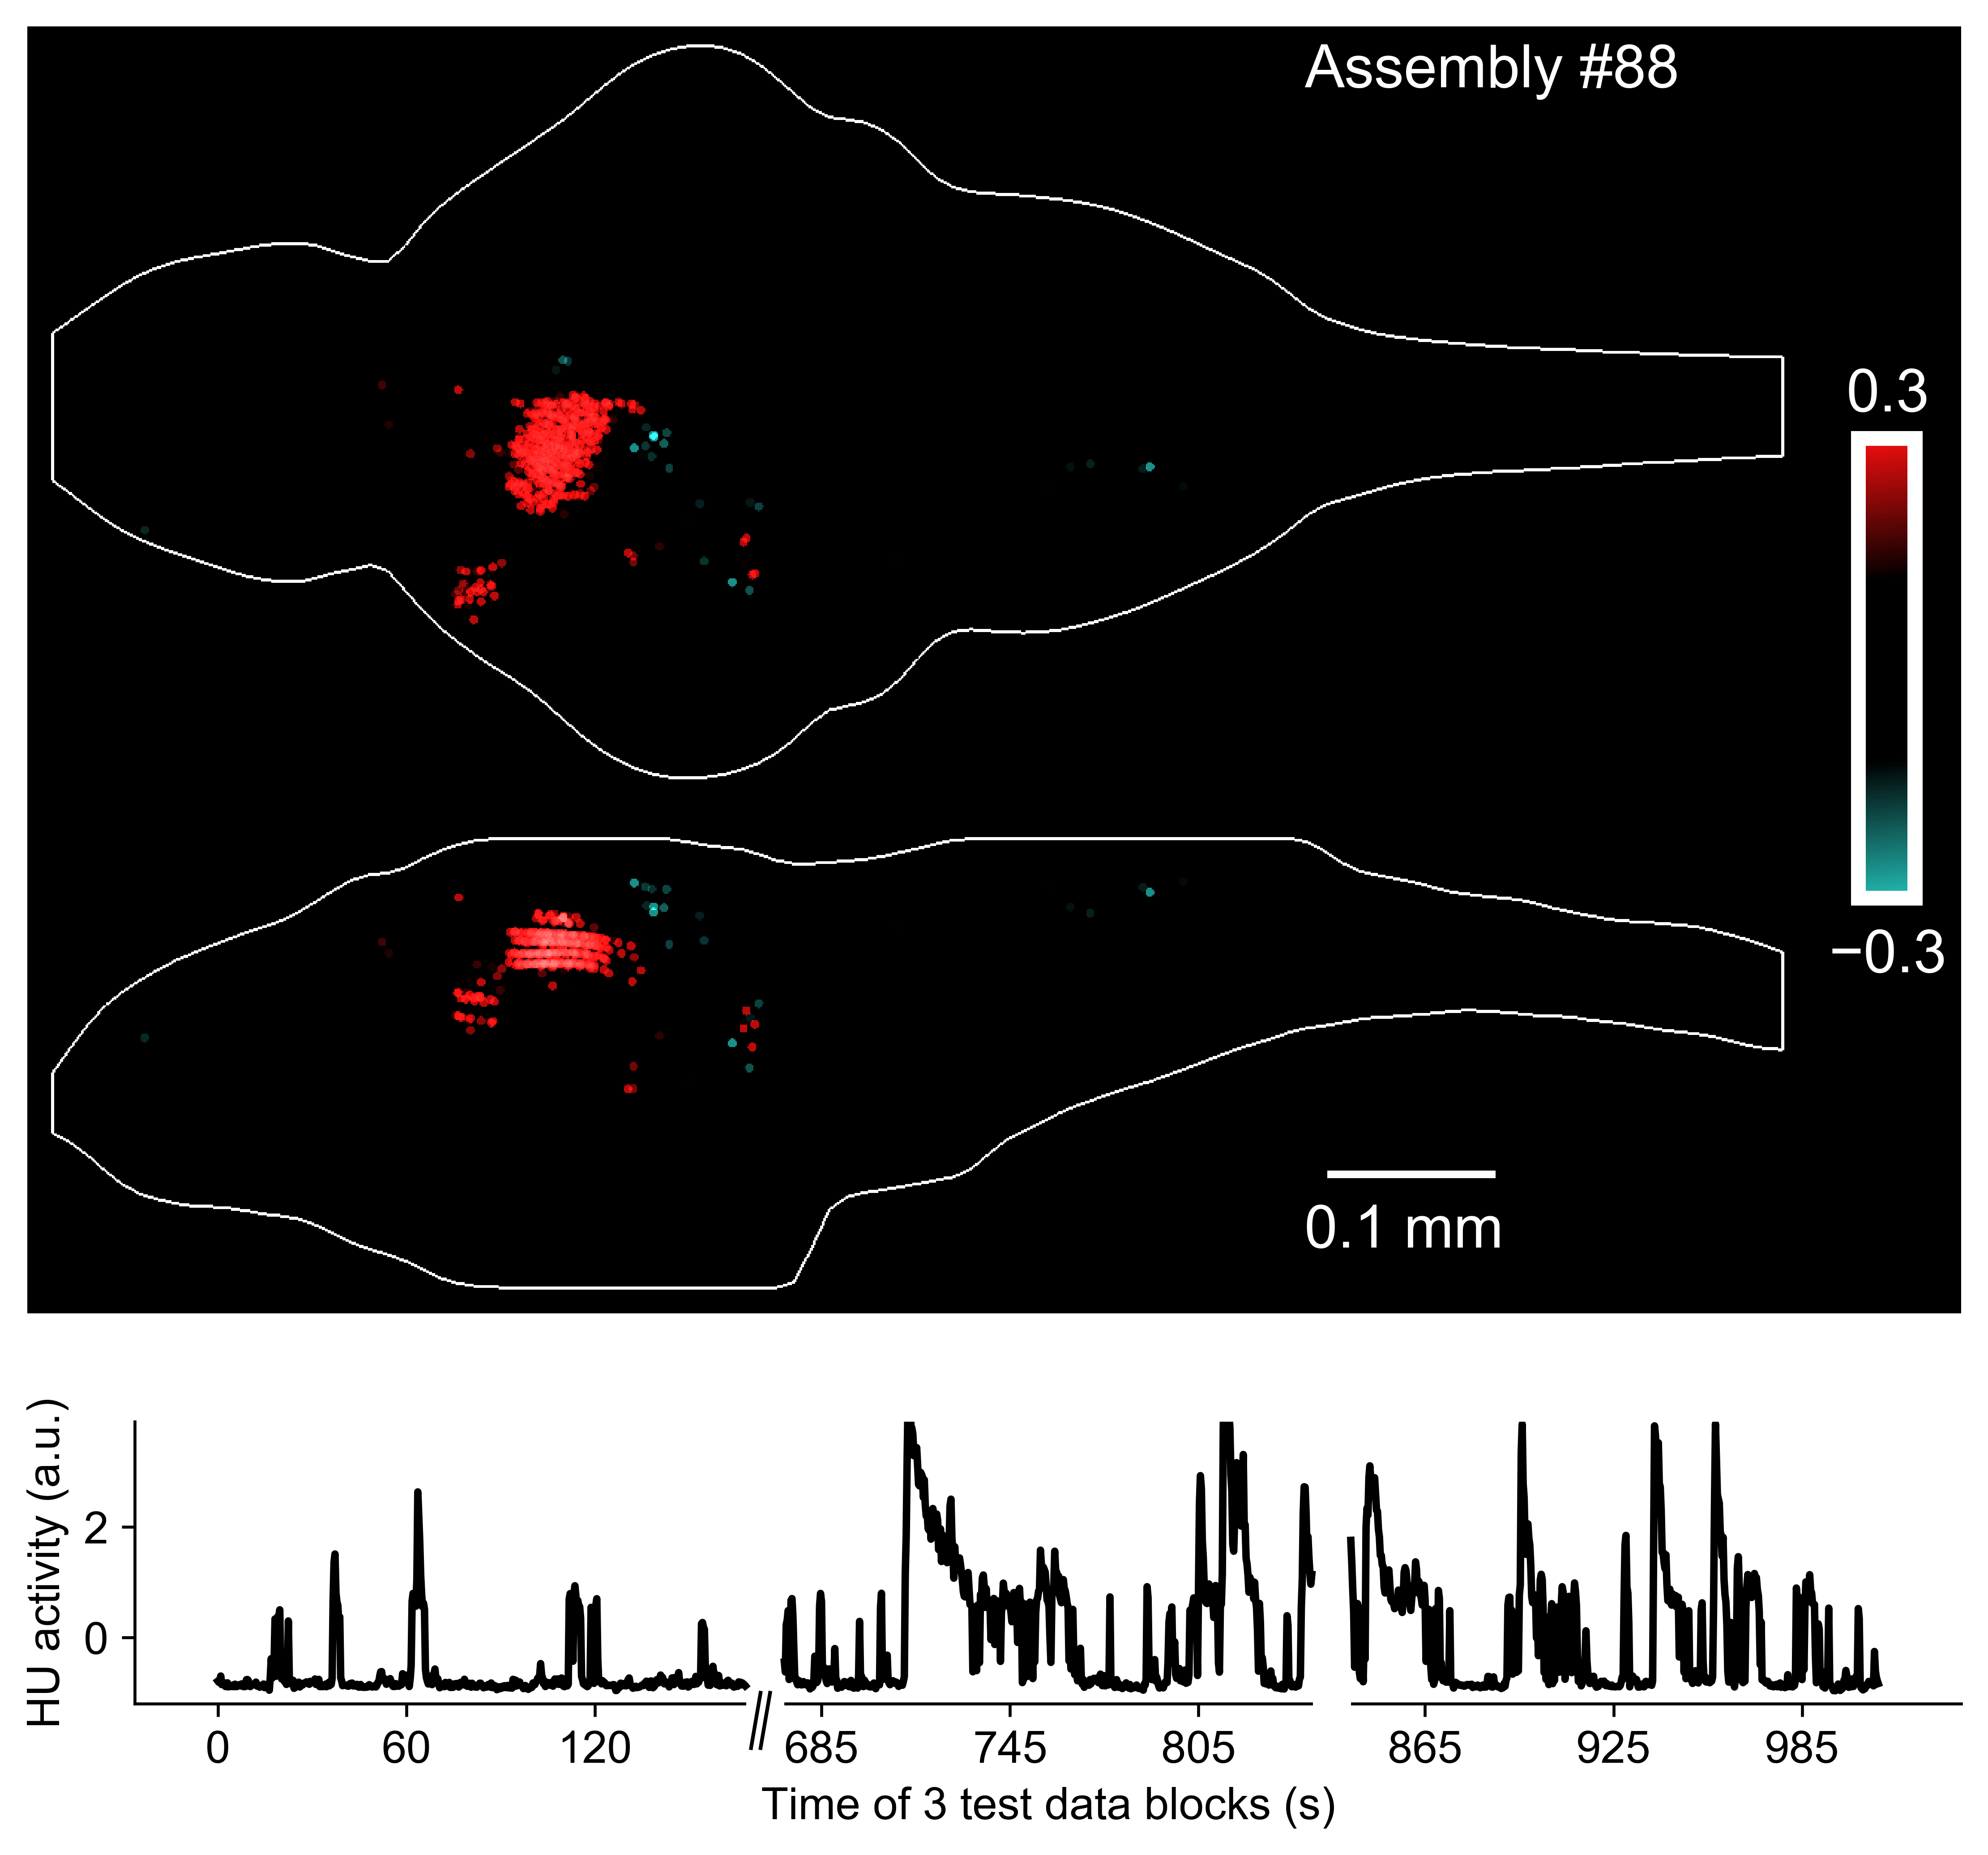 Assembly #88
0.3
−0.3
0.1 mm
HU activity (a.u.)
2
0
0 60 120 685 745 805 865 925 985
Time of 3 test data blocks (s)